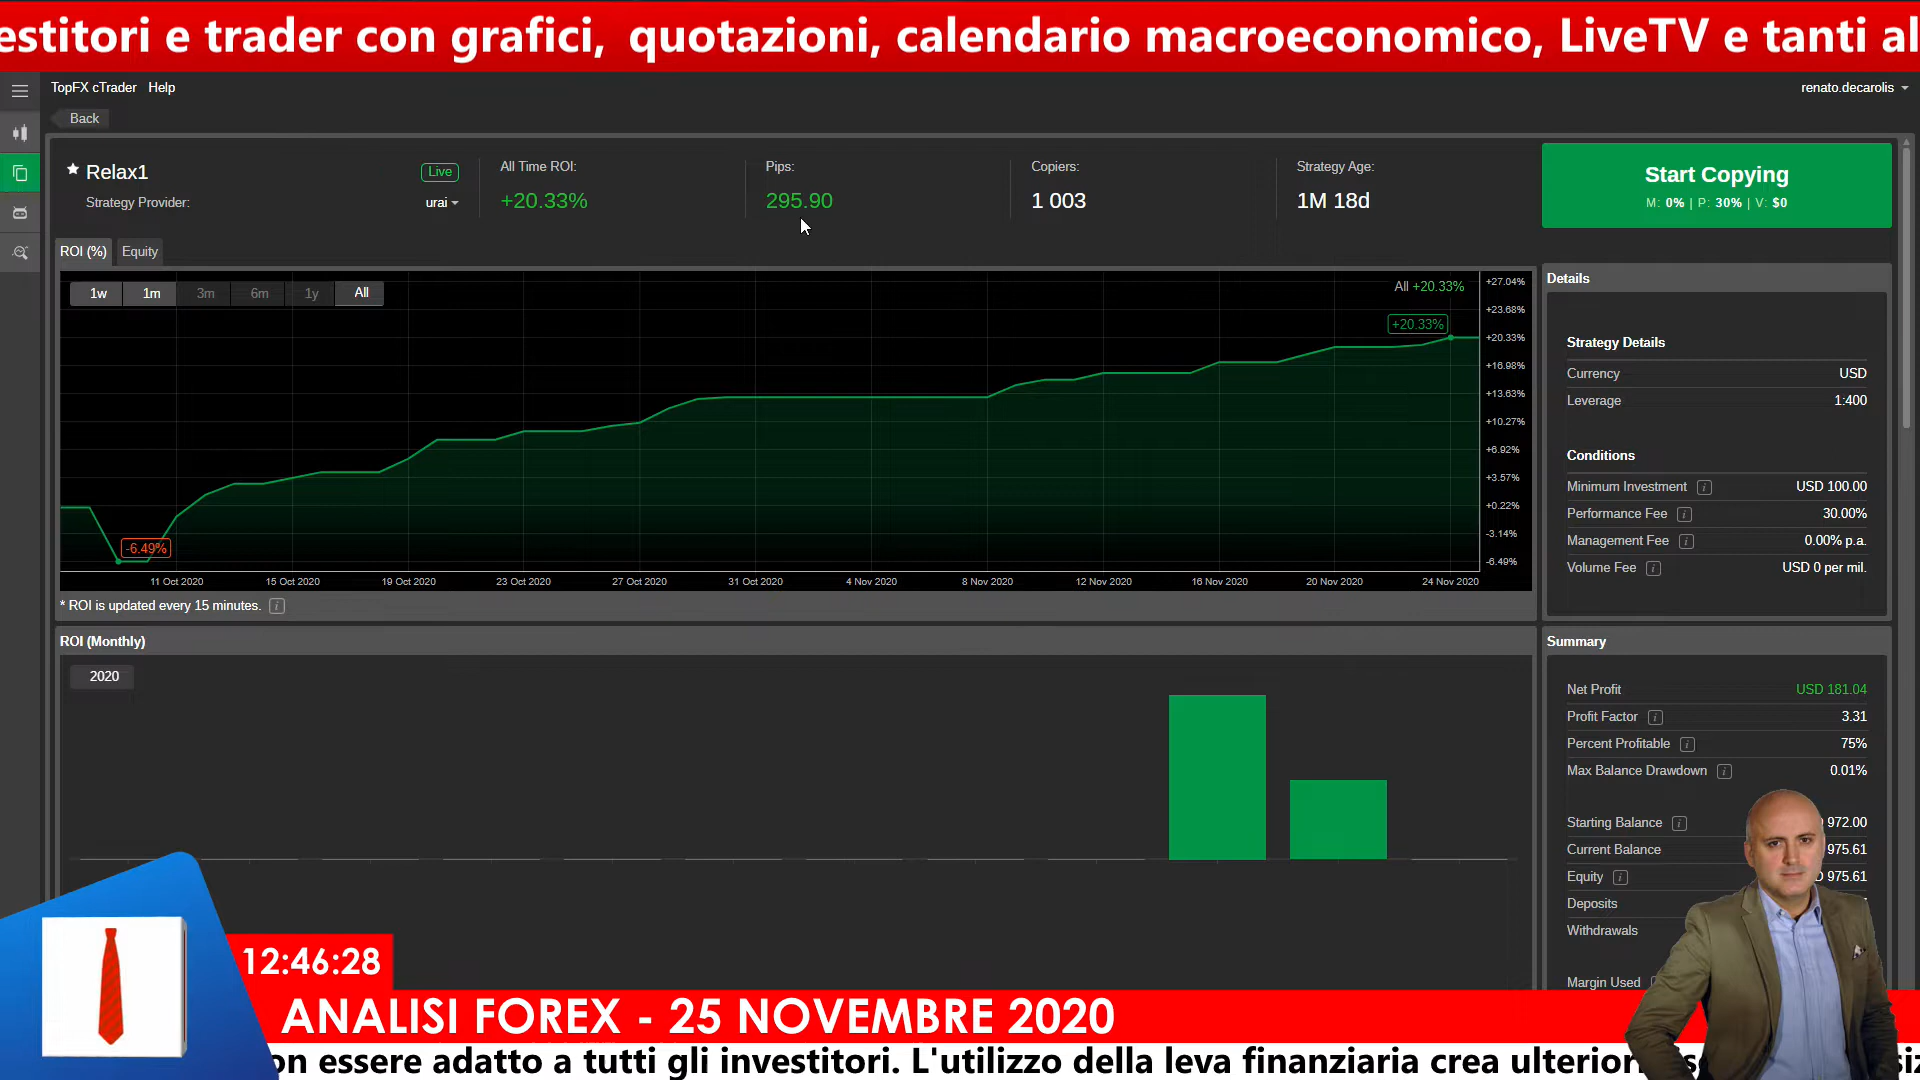 estitori e trader con grafici, quotazioni, calendario macroeconomico, LiveTV e tanti al
TopFX cTrader Help
renato.decarolis
Back
Relax1
Live
Strategy Provider:
urai
All Time ROI:
+20.33%
Pips:
295.90
Copiers:
1 003
Strategy Age:
1M 18d
Start Copying
M: 0% | P: 30% | V: $0
ROI (%) Equity
1w 1m 3m 6m 1y All
All +20.33%
+20.33%
-6.49%
+27.04%
+23.68%
+20.33%
+16.98%
+13.63%
+10.27%
+6.92%
+3.57%
+0.22%
-3.14%
-6.49%
11 Oct 2020 15 Oct 2020 19 Oct 2020 23 Oct 2020 27 Oct 2020 31 Oct 2020 4 Nov 2020 8 Nov 2020 12 Nov 2020 16 Nov 2020 20 Nov 2020 24 Nov 2020
* ROI is updated every 15 minutes.
Details
Strategy Details
Currency USD
Leverage 1:400
Conditions
Minimum Investment USD 100.00
Performance Fee 30.00%
Management Fee 0.00% p.a.
Volume Fee USD 0 per mil.
ROI (Monthly)
2020
Summary
Net Profit USD 181.04
Profit Factor 3.31
Percent Profitable 75%
Max Balance Drawdown 0.01%
Starting Balance 972.00
Current Balance 975.61
Equity 975.61
Deposits
Withdrawals
Margin Used
12:46:28
ANALISI FOREX - 25 NOVEMBRE 2020
on essere adatto a tutti gli investitori. L'utilizzo della leva finanziaria crea ulterior